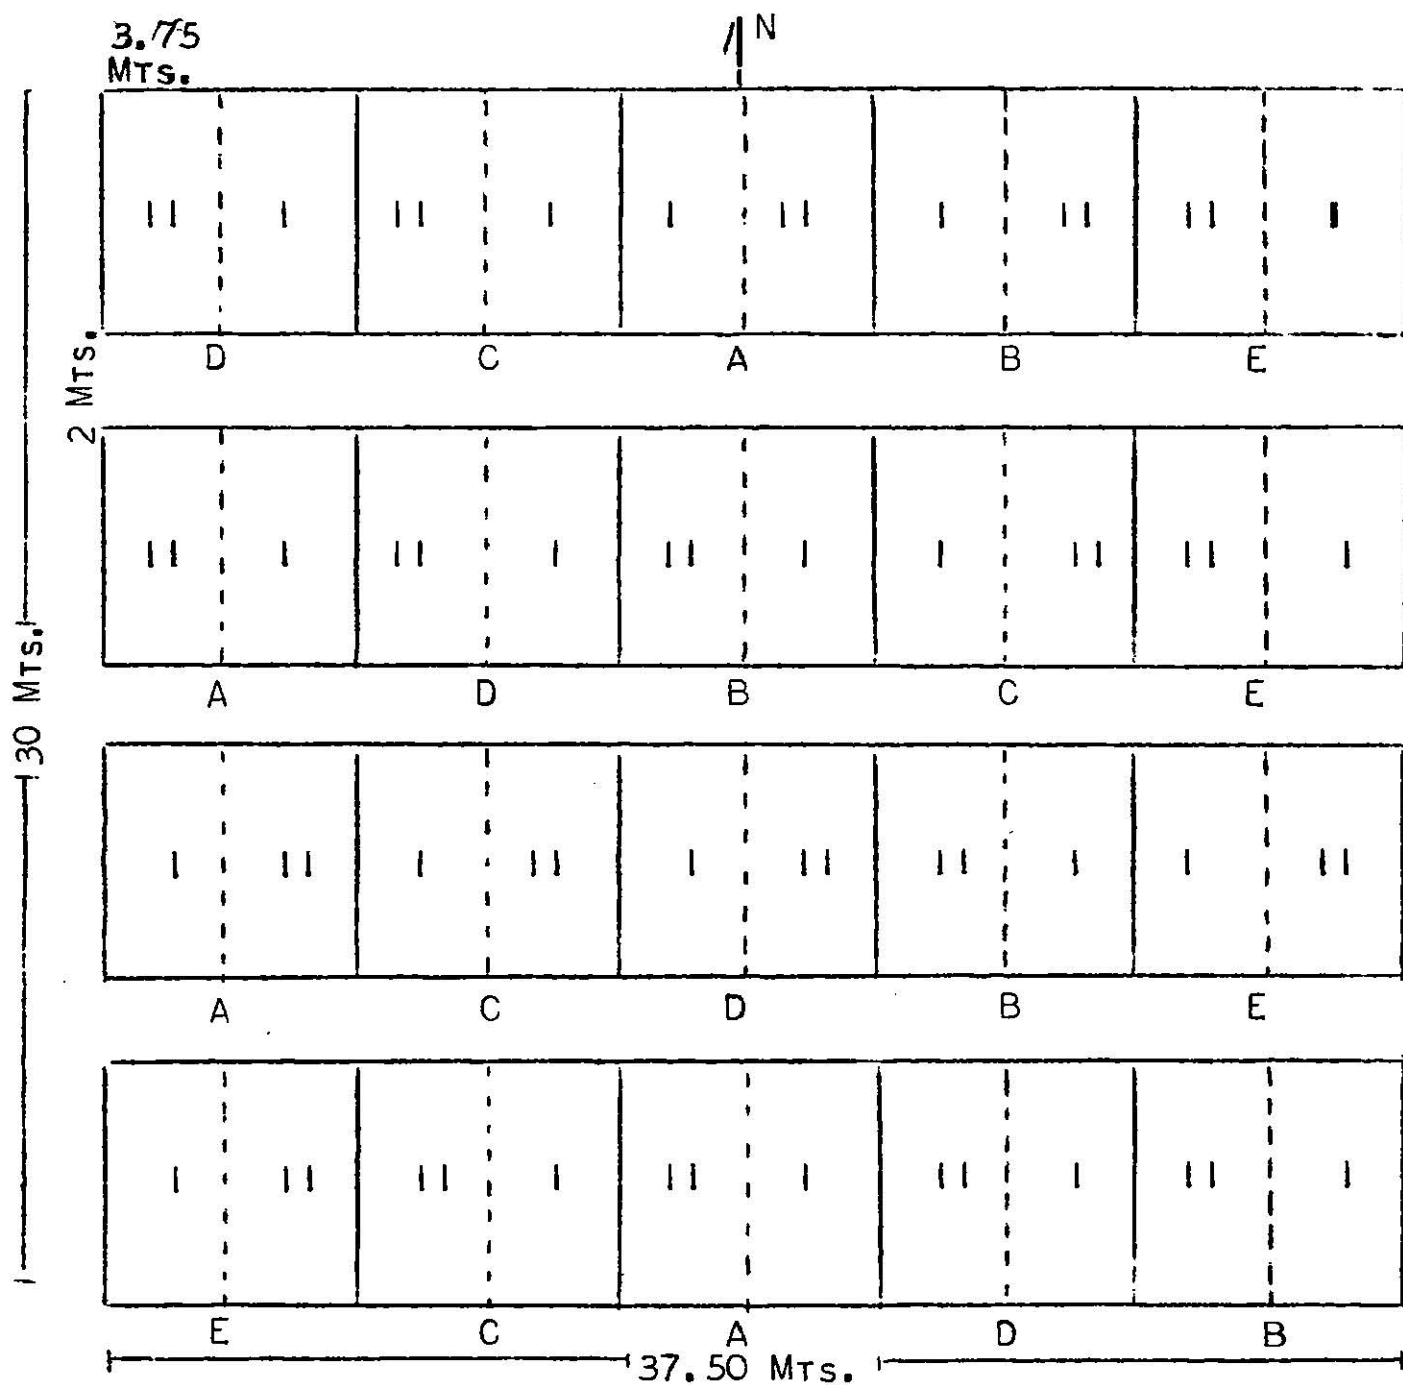 N
3.75
MTS.
II I II I I II I II II I
D C A B E
2 MTS.
II I II I II I I II II I
A D B C E
30 MTS.
I II I II I II II I I II
A C D B E
I II II I II I II I II I
E C A D B
37.50 MTS.